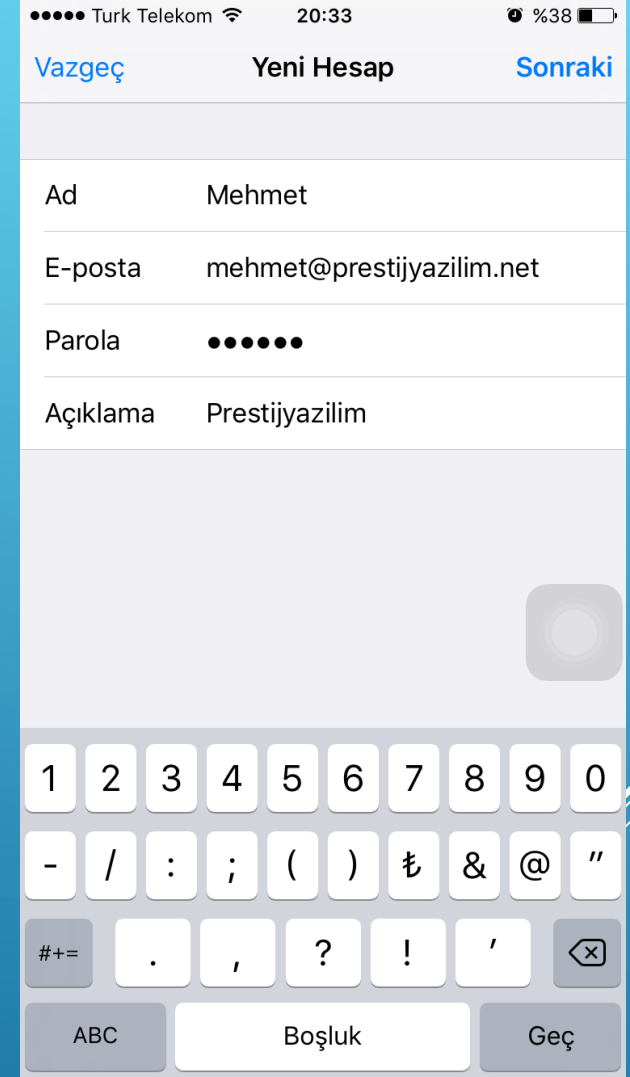 Turk Telekom 20:33 %38
Vazgeç Yeni Hesap Sonraki
Ad Mehmet
E-posta mehmet@prestijyazilim.net
Parola ●●●●●●
Açıklama Prestijyazilim
1 2 3 4 5 6 7 8 9 0
- / : ; ( ) ₺ & @ "
#+= . , ? ! '
ABC Boşluk Geç